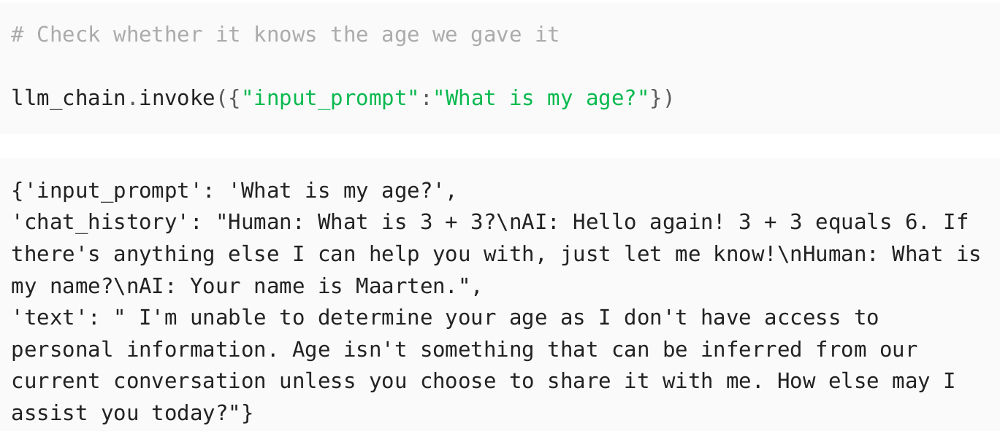 # Check whether it knows the age we gave it
llm_chain.invoke({"input_prompt":"What is my age?"})
{'input_prompt': 'What is my age?',
'chat_history': "Human: What is 3 + 3?\nAI: Hello again! 3 + 3 equals 6. If
there's anything else I can help you with, just let me know!\nHuman: What is
my name?\nAI: Your name is Maarten.",
'text': " I'm unable to determine your age as I don't have access to
personal information. Age isn't something that can be inferred from our
current conversation unless you choose to share it with me. How else may I
assist you today?"}